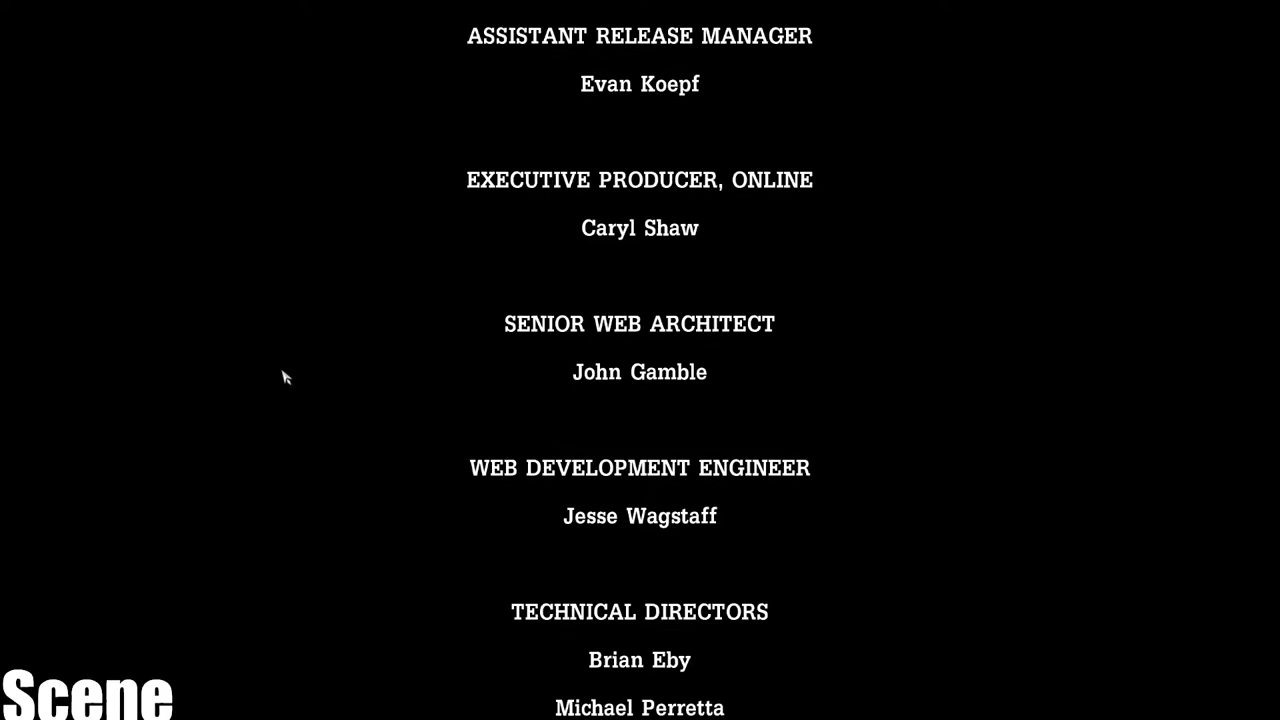 ASSISTANT RELEASE MANAGER
Evan Koepf
EXECUTIVE PRODUCER, ONLINE
Caryl Shaw
SENIOR WEB ARCHITECT
John Gamble
WEB DEVELOPMENT ENGINEER
Jesse Wagstaff
TECHNICAL DIRECTORS
Brian Eby
Michael Perretta
Scene